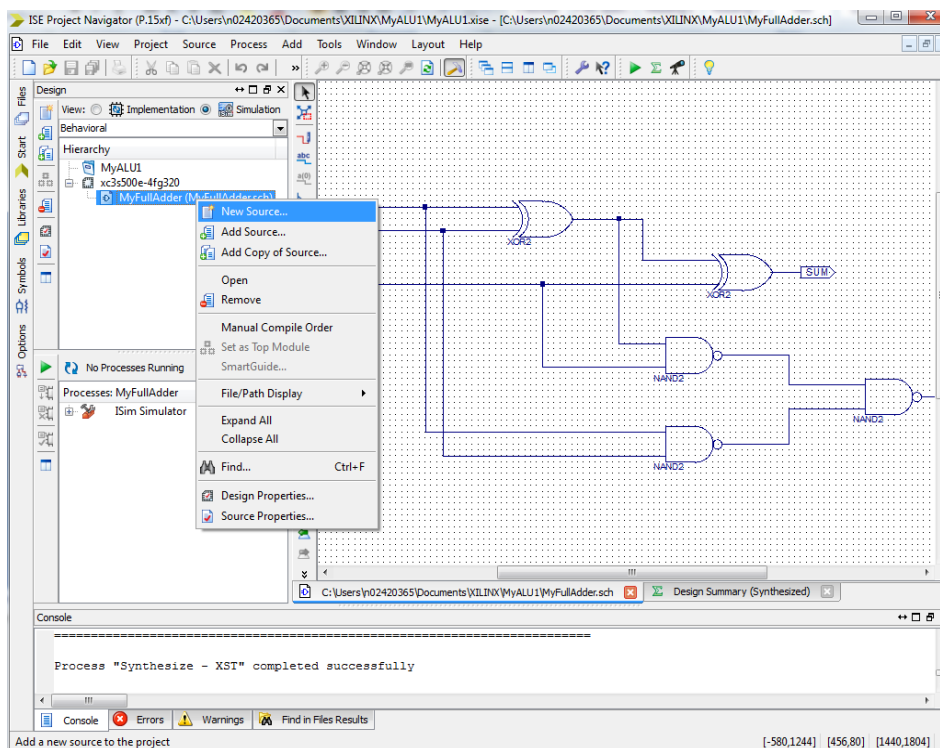 ISE Project Navigator (P.15xf) - C:\Users\n02420365\Documents\XILINX\MyALU1\MyALU1.xise - [C:\Users\n02420365\Documents\XILINX\MyALU1\MyFullAdder.sch]
File Edit View Project Source Process Add Tools Window Layout Help
Design
View: Implementation Simulation
Behavioral
Hierarchy
MyALU1
xc3s500e-4fg320
MyFullAdder (MyFullAdder.sch)
New Source...
Add Source...
Add Copy of Source...
Open
Remove
Manual Compile Order
Set as Top Module
SmartGuide...
File/Path Display
Expand All
Collapse All
Find... Ctrl+F
Design Properties...
Source Properties...
No Processes Running
Processes: MyFullAdder
ISim Simulator
Files
Start
Libraries
Symbols
Options
abc
a(0)
XOR2
XOR2
SUM
NAND2
NAND2
NAND2
C:\Users\n02420365\Documents\XILINX\MyALU1\MyFullAdder.sch
Design Summary (Synthesized)
Console
=========================================================================
Process "Synthesize - XST" completed successfully
Console Errors Warnings Find in Files Results
Add a new source to the project
[-580,1244] [456,80] [1440,1804]